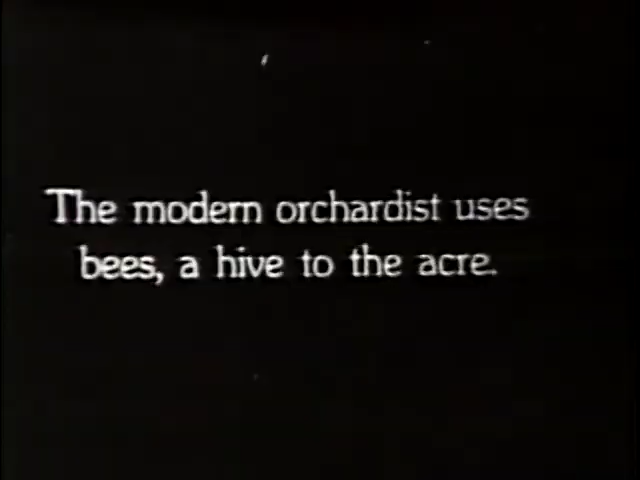 The modern orchardist uses
bees, a hive to the acre.